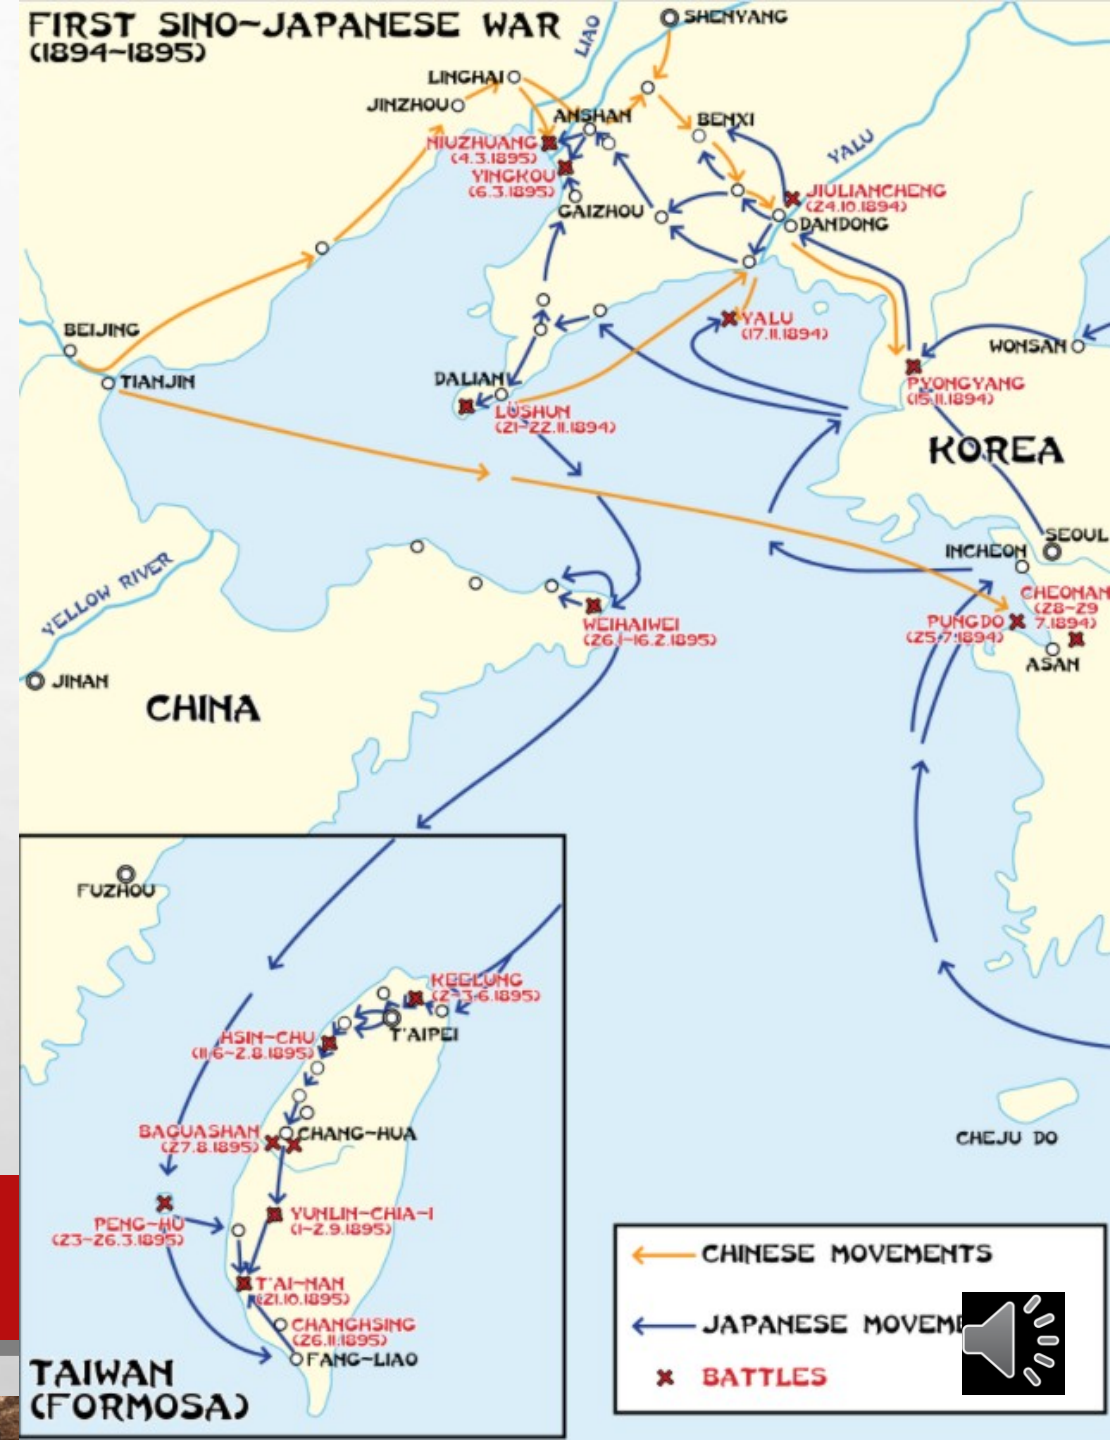 FIRST SINO-JAPANESE WAR
(1894-1895)
LIAO
SHENYANG
LINGHAI
JINZHOU
ANSHAN
BENXI
NIUZHUANG
(4.3.1895)
YALU
YINGKOU
(6.3.1895)
JIULIANCHENG
(24.10.1894)
GAIZHOU
DANDONG
BEIJING
YALU
(17.11.1894)
WONSAN
TIANJIN
DALIAN
PYONGYANG
(15.11.1894)
LÜSHUN
(21-22.11.1894)
KOREA
SEOUL
INCHEON
YELLOW RIVER
CHEONAN
(28-29
7.1894)
PUNGDO
(25.7.1894)
WEIHAIWEI
(26.1-16.2.1895)
ASAN
JINAN
CHINA
FUZHOU
KEELUNG
(2-3.6.1895)
T'AIPEI
HSIN-CHU
(11.6-2.8.1895)
BAGUASHAN
(27.8.1895)
CHANG-HUA
CHEJU DO
YUNLIN-CHIA-I
(1-2.9.1895)
PENG-HU
(23-26.3.1895)
T'AI-NAN
(21.10.1895)
CHANGHSING
(26.11.1895)
FANG-LIAO
TAIWAN
(FORMOSA)
CHINESE MOVEMENTS
JAPANESE MOVEME
BATTLES